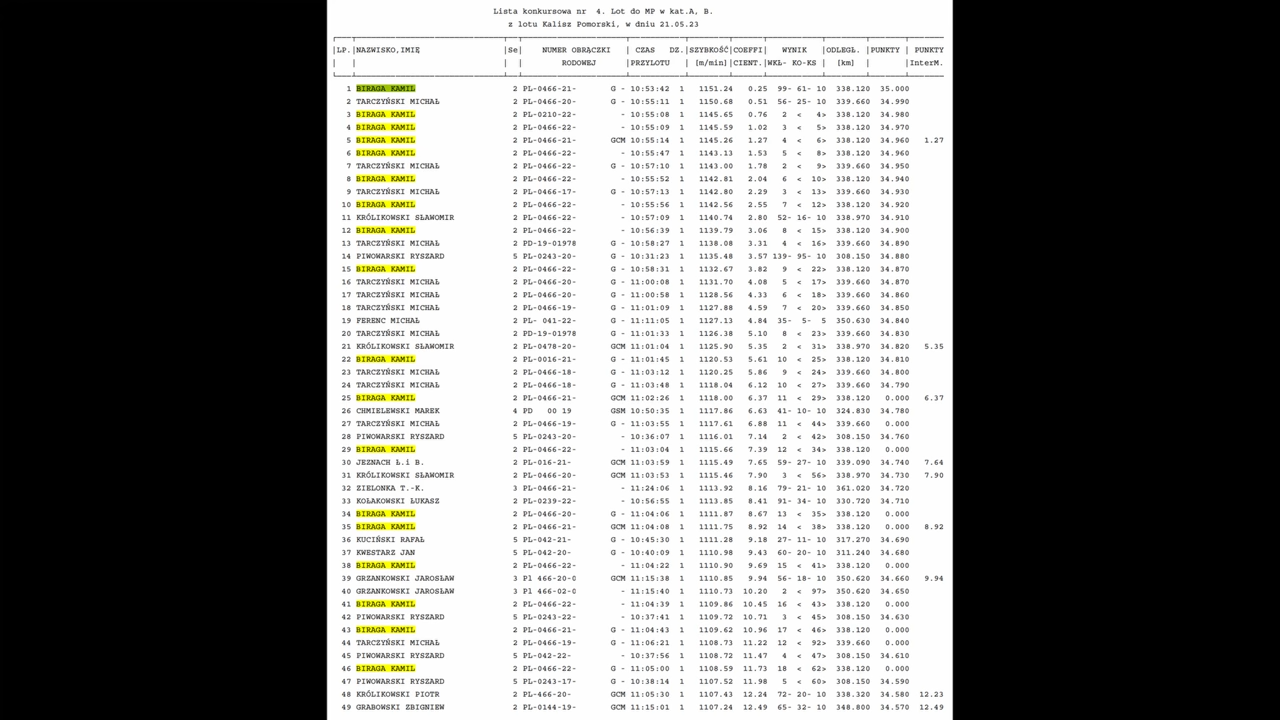 Lista konkursowa nr  4. Lot do MP w kat.A, B.
z lotu Kalisz Pomorski, w dniu 21.05.23
LP. NAZWISKO,IMIĘ Se NUMER OBRĄCZKI CZAS DZ. SZYBKOŚĆ COEFFI WYNIK ODLEGŁ. PUNKTY PUNKTY
RODOWEJ PRZYLOTU [m/min] CIENT. WKŁ- KO-KS [km] InterM.
1 BIRAGA KAMIL 2 PL-0466-21- G - 10:53:42 1 1151.24 0.25 99- 61- 10 338.120 35.000
2 TARCZYŃSKI MICHAŁ 2 PL-0466-20- G - 10:55:11 1 1150.68 0.51 56- 25- 10 339.660 34.990
3 BIRAGA KAMIL 2 PL-0210-22- - 10:55:08 1 1145.65 0.76 2 < 4> 338.120 34.980
4 BIRAGA KAMIL 2 PL-0466-22- - 10:55:09 1 1145.59 1.02 3 < 5> 338.120 34.970
5 BIRAGA KAMIL 2 PL-0466-21- GCM 10:55:14 1 1145.26 1.27 4 < 6> 338.120 34.960 1.27
6 BIRAGA KAMIL 2 PL-0466-22- - 10:55:47 1 1143.13 1.53 5 < 8> 338.120 34.960
7 TARCZYŃSKI MICHAŁ 2 PL-0466-22- G - 10:57:10 1 1143.00 1.78 2 < 9> 339.660 34.950
8 BIRAGA KAMIL 2 PL-0466-22- - 10:55:52 1 1142.81 2.04 6 < 10> 338.120 34.940
9 TARCZYŃSKI MICHAŁ 2 PL-0466-17- G - 10:57:13 1 1142.80 2.29 3 < 13> 339.660 34.930
10 BIRAGA KAMIL 2 PL-0466-22- - 10:55:56 1 1142.56 2.55 7 < 12> 338.120 34.920
11 KRÓLIKOWSKI SŁAWOMIR 2 PL-0466-22- - 10:57:09 1 1140.74 2.80 52- 16- 10 338.970 34.910
12 BIRAGA KAMIL 2 PL-0466-22- - 10:56:39 1 1139.79 3.06 8 < 15> 338.120 34.900
13 TARCZYŃSKI MICHAŁ 2 PD-19-01978 G - 10:58:27 1 1138.08 3.31 4 < 16> 339.660 34.890
14 PIWOWARSKI RYSZARD 5 PL-0243-20- G - 10:31:23 1 1135.48 3.57 139- 95- 10 308.150 34.880
15 BIRAGA KAMIL 2 PL-0466-22- G - 10:58:31 1 1132.67 3.82 9 < 22> 338.120 34.870
16 TARCZYŃSKI MICHAŁ 2 PL-0466-20- G - 11:00:08 1 1131.70 4.08 5 < 17> 339.660 34.870
17 TARCZYŃSKI MICHAŁ 2 PL-0466-20- G - 11:00:58 1 1128.56 4.33 6 < 18> 339.660 34.860
18 TARCZYŃSKI MICHAŁ 2 PL-0466-19- G - 11:01:09 1 1127.88 4.59 7 < 20> 339.660 34.850
19 FERENC MICHAŁ 2 PL- 041-22- G - 11:11:05 1 1127.13 4.84 35- 5- 5 350.630 34.840
20 TARCZYŃSKI MICHAŁ 2 PD-19-01978 G - 11:01:33 1 1126.38 5.10 8 < 23> 339.660 34.830
21 KRÓLIKOWSKI SŁAWOMIR 2 PL-0478-20- GCM 11:01:04 1 1125.90 5.35 2 < 31> 338.970 34.820 5.35
22 BIRAGA KAMIL 2 PL-0016-21- G - 11:01:45 1 1120.53 5.61 10 < 25> 338.120 34.810
23 TARCZYŃSKI MICHAŁ 2 PL-0466-18- G - 11:03:12 1 1120.25 5.86 9 < 24> 339.660 34.800
24 TARCZYŃSKI MICHAŁ 2 PL-0466-18- G - 11:03:48 1 1118.04 6.12 10 < 27> 339.660 34.790
25 BIRAGA KAMIL 2 PL-0466-21- GCM 11:02:26 1 1118.00 6.37 11 < 29> 338.120 0.000 6.37
26 CHMIELEWSKI MAREK 4 PD 00 19 GSM 10:50:35 1 1117.86 6.63 41- 10- 10 324.830 34.780
27 TARCZYŃSKI MICHAŁ 2 PL-0466-19- G - 11:03:55 1 1117.61 6.88 11 < 44> 339.660 0.000
28 PIWOWARSKI RYSZARD 5 PL-0243-20- - 10:36:07 1 1116.01 7.14 2 < 42> 308.150 34.760
29 BIRAGA KAMIL 2 PL-0466-22- - 11:03:04 1 1115.66 7.39 12 < 34> 338.120 0.000
30 JEZNACH Ł.i B. 2 PL-016-21- GCM 11:03:59 1 1115.49 7.65 59- 27- 10 339.090 34.740 7.64
31 KRÓLIKOWSKI SŁAWOMIR 2 PL-0466-20- GCM 11:03:53 1 1115.46 7.90 3 < 56> 338.970 34.730 7.90
32 ZIELONKA T.-K. 3 PL-0466-21- - 11:24:06 1 1113.92 8.16 79- 21- 10 361.020 34.720
33 KOŁAKOWSKI ŁUKASZ 2 PL-0239-22- - 10:56:55 1 1113.85 8.41 91- 34- 10 330.720 34.710
34 BIRAGA KAMIL 2 PL-0466-20- G - 11:04:06 1 1111.87 8.67 13 < 35> 338.120 0.000
35 BIRAGA KAMIL 2 PL-0466-21- GCM 11:04:08 1 1111.75 8.92 14 < 38> 338.120 0.000 8.92
36 KUCIŃSKI RAFAŁ 5 PL-042-21- G - 10:45:30 1 1111.28 9.18 27- 11- 10 317.270 34.690
37 KWESTARZ JAN 5 PL-042-20- G - 10:40:09 1 1110.98 9.43 60- 20- 10 311.240 34.680
38 BIRAGA KAMIL 2 PL-0466-22- - 11:04:22 1 1110.90 9.69 15 < 41> 338.120 0.000
39 GRZANKOWSKI JAROSŁAW 3 Pl 466-20-0 GCM 11:15:38 1 1110.85 9.94 56- 18- 10 350.620 34.660 9.94
40 GRZANKOWSKI JAROSŁAW 3 Pl 466-02-0 - 11:15:40 1 1110.73 10.20 2 < 97> 350.620 34.650
41 BIRAGA KAMIL 2 PL-0466-22- - 11:04:39 1 1109.86 10.45 16 < 43> 338.120 0.000
42 PIWOWARSKI RYSZARD 5 PL-0243-22- - 10:37:41 1 1109.72 10.71 3 < 45> 308.150 34.630
43 BIRAGA KAMIL 2 PL-0466-21- G - 11:04:43 1 1109.62 10.96 17 < 46> 338.120 0.000
44 TARCZYŃSKI MICHAŁ 2 PL-0466-19- G - 11:06:21 1 1108.73 11.22 12 < 92> 339.660 0.000
45 PIWOWARSKI RYSZARD 5 PL-042-22- - 10:37:56 1 1108.72 11.47 4 < 47> 308.150 34.610
46 BIRAGA KAMIL 2 PL-0466-22- G - 11:05:00 1 1108.59 11.73 18 < 62> 338.120 0.000
47 PIWOWARSKI RYSZARD 5 PL-0243-17- G - 10:38:14 1 1107.52 11.98 5 < 60> 308.150 34.590
48 KRÓLIKOWSKI PIOTR 2 PL-466-20- GCM 11:05:30 1 1107.43 12.24 72- 20- 10 338.320 34.580 12.23
49 GRABOWSKI ZBIGNIEW 2 PL-0144-19- GCM 11:15:01 1 1107.24 12.49 65- 32- 10 348.800 34.570 12.49